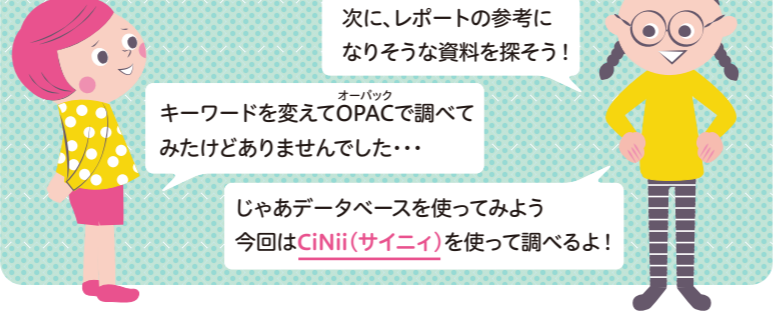 次に、レポートの参考に
なりそうな資料を探そう！
オーパック
キーワードを変えてOPACで調べて
みたけどありませんでした・・・
じゃあデータベースを使ってみよう
今回はCiNii（サイニィ）を使って調べるよ！